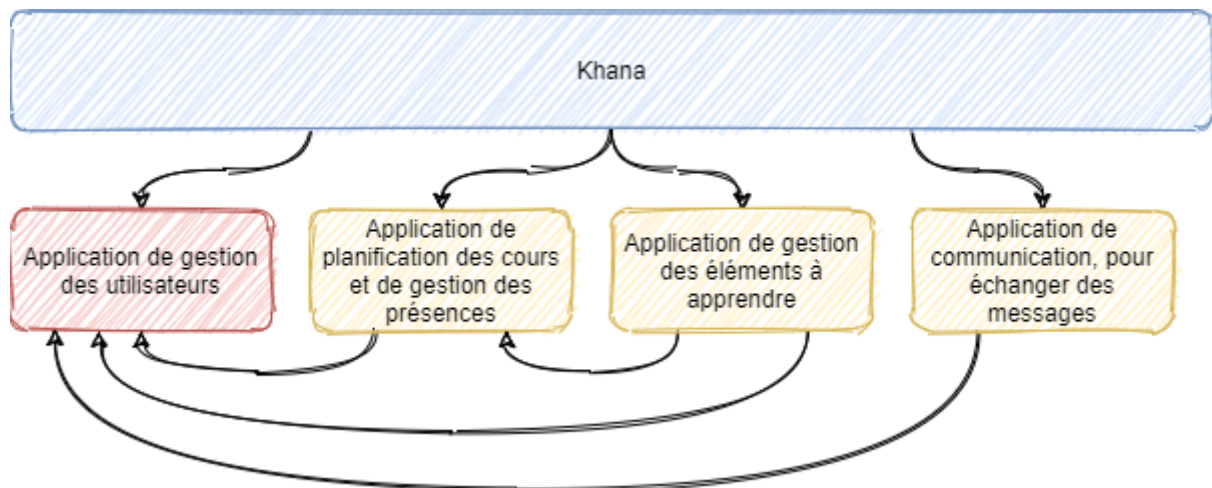 Khana
Application de gestion
des utilisateurs
Application de
planification des cours
et de gestion des
présences
Application de gestion
des éléments à
apprendre
Application de
communication, pour
échanger des
messages